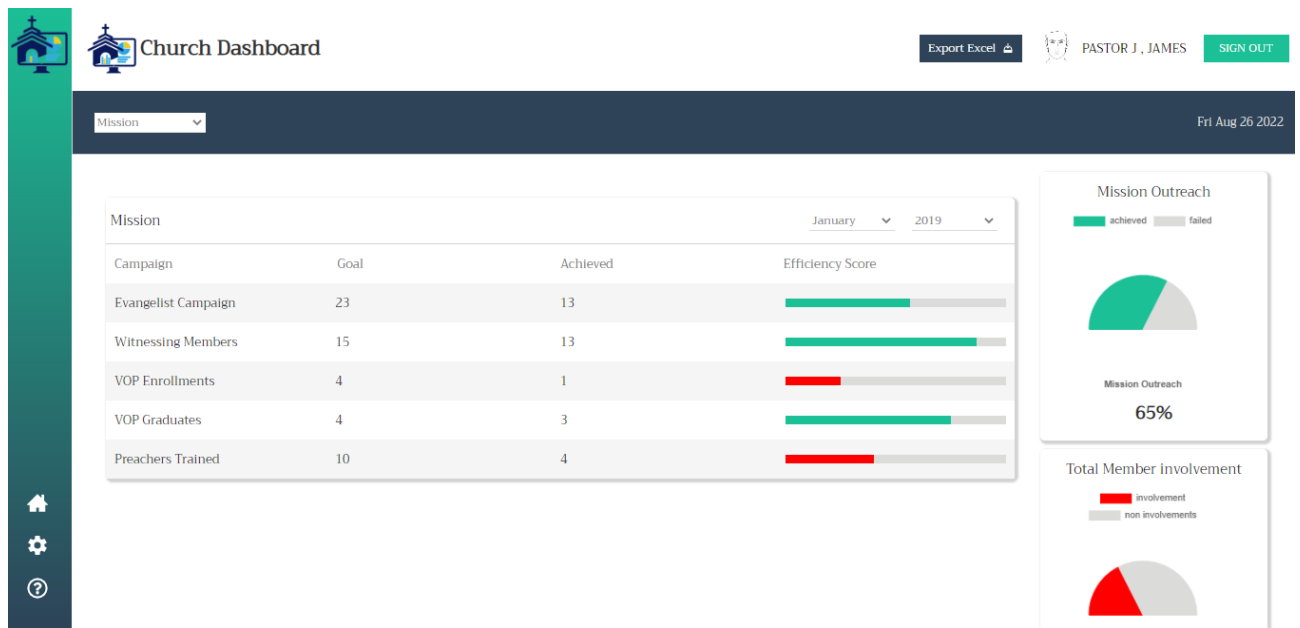 Church Dashboard
Export Excel
PASTOR J , JAMES
SIGN OUT
Mission
Fri Aug 26 2022
Mission
January
2019
Campaign Goal Achieved Efficiency Score
Evangelist Campaign 23 13
Witnessing Members 15 13
VOP Enrollments 4 1
VOP Graduates 4 3
Preachers Trained 10 4
Mission Outreach
achieved failed
Mission Outreach
65%
Total Member involvement
involvement
non involvements